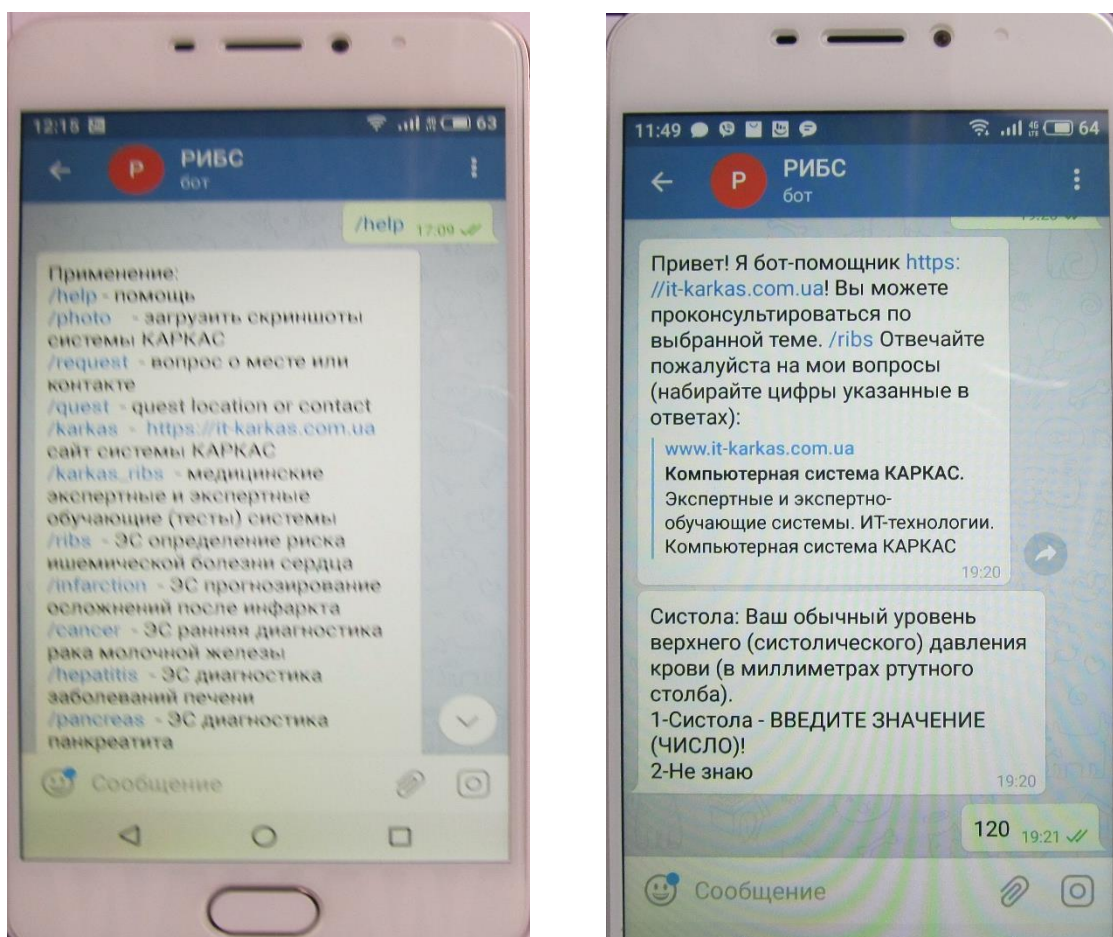 12:15 63
РИБС
бот
/help 17:09
Применение:
/help - помощь
/photo - загрузить скриншоты
системы КАРКАС
/request - вопрос о месте или
контакте
/quest - quest location or contact
/karkas - https://it-karkas.com.ua
сайт системы КАРКАС
/karkas_ribs - медицинские
экспертные и экспертные
обучающие (тесты) системы
/ribs - ЭС определение риска
ишемической болезни сердца
/infarction - ЭС прогнозирование
осложнений после инфаркта
/cancer - ЭС ранняя диагностика
рака молочной железы
/hepatitis - ЭС диагностика
заболеваний печени
/pancreas - ЭС диагностика
панкреатита
Сообщение
11:49 4G 64
Р РИБС
бот
Привет! Я бот-помощник https:
//it-karkas.com.ua! Вы можете
проконсультироваться по
выбранной теме. /ribs Отвечайте
пожалуйста на мои вопросы
(набирайте цифры указанные в
ответах):
www.it-karkas.com.ua
Компьютерная система КАРКАС.
Экспертные и экспертно-
обучающие системы. ИТ-технологии.
Компьютерная система КАРКАС
19:20
Систола: Ваш обычный уровень
верхнего (систолического) давления
крови (в миллиметрах ртутного
столба).
1-Систола - ВВЕДИТЕ ЗНАЧЕНИЕ
(ЧИСЛО)!
2-Не знаю
19:20
120 19:21
Сообщение